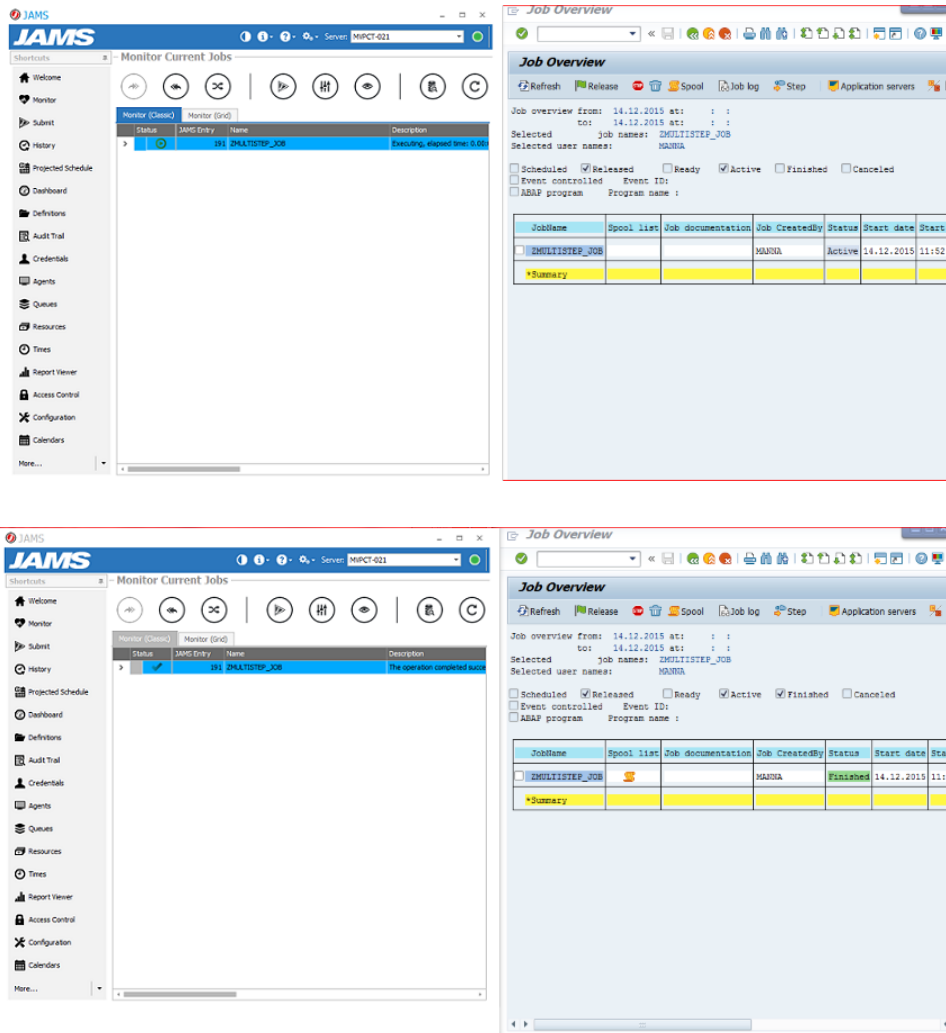 JAMS
JAMS
Server: MVPCT-021
Shortcuts
Monitor Current Jobs
Welcome
Monitor
Submit
History
Projected Schedule
Dashboard
Definitions
Audit Trail
Credentials
Agents
Queues
Resources
Times
Report Viewer
Access Control
Configuration
Calendars
More...
Monitor (Classic) Monitor (Grid)
Status JAMS Entry Name Description
191 ZMULTISTEP_JOB Executing, elapsed time: 0.00:
Job Overview
Job Overview
Refresh Release Spool Job log Step Application servers
Job overview from: 14.12.2015 at: : :
to: 14.12.2015 at: : :
Selected job names: ZMULTISTEP_JOB
Selected user names: MANNA
Scheduled Released Ready Active Finished Canceled
Event controlled Event ID:
ABAP program Program name :
JobName Spool list Job documentation Job CreatedBy Status Start date Start
ZMULTISTEP_JOB MANNA Active 14.12.2015 11:52
*Summary
JAMS
JAMS
Server: MVPCT-021
Shortcuts
Monitor Current Jobs
Welcome
Monitor
Submit
History
Projected Schedule
Dashboard
Definitions
Audit Trail
Credentials
Agents
Queues
Resources
Times
Report Viewer
Access Control
Configuration
Calendars
More...
Monitor (Classic) Monitor (Grid)
Status JAMS Entry Name Description
191 ZMULTISTEP_JOB The operation completed succe
Job Overview
Job Overview
Refresh Release Spool Job log Step Application servers
Job overview from: 14.12.2015 at: : :
to: 14.12.2015 at: : :
Selected job names: ZMULTISTEP_JOB
Selected user names: MANNA
Scheduled Released Ready Active Finished Canceled
Event controlled Event ID:
ABAP program Program name :
JobName Spool list Job documentation Job CreatedBy Status Start date Sta
ZMULTISTEP_JOB MANNA Finished 14.12.2015 11:
*Summary